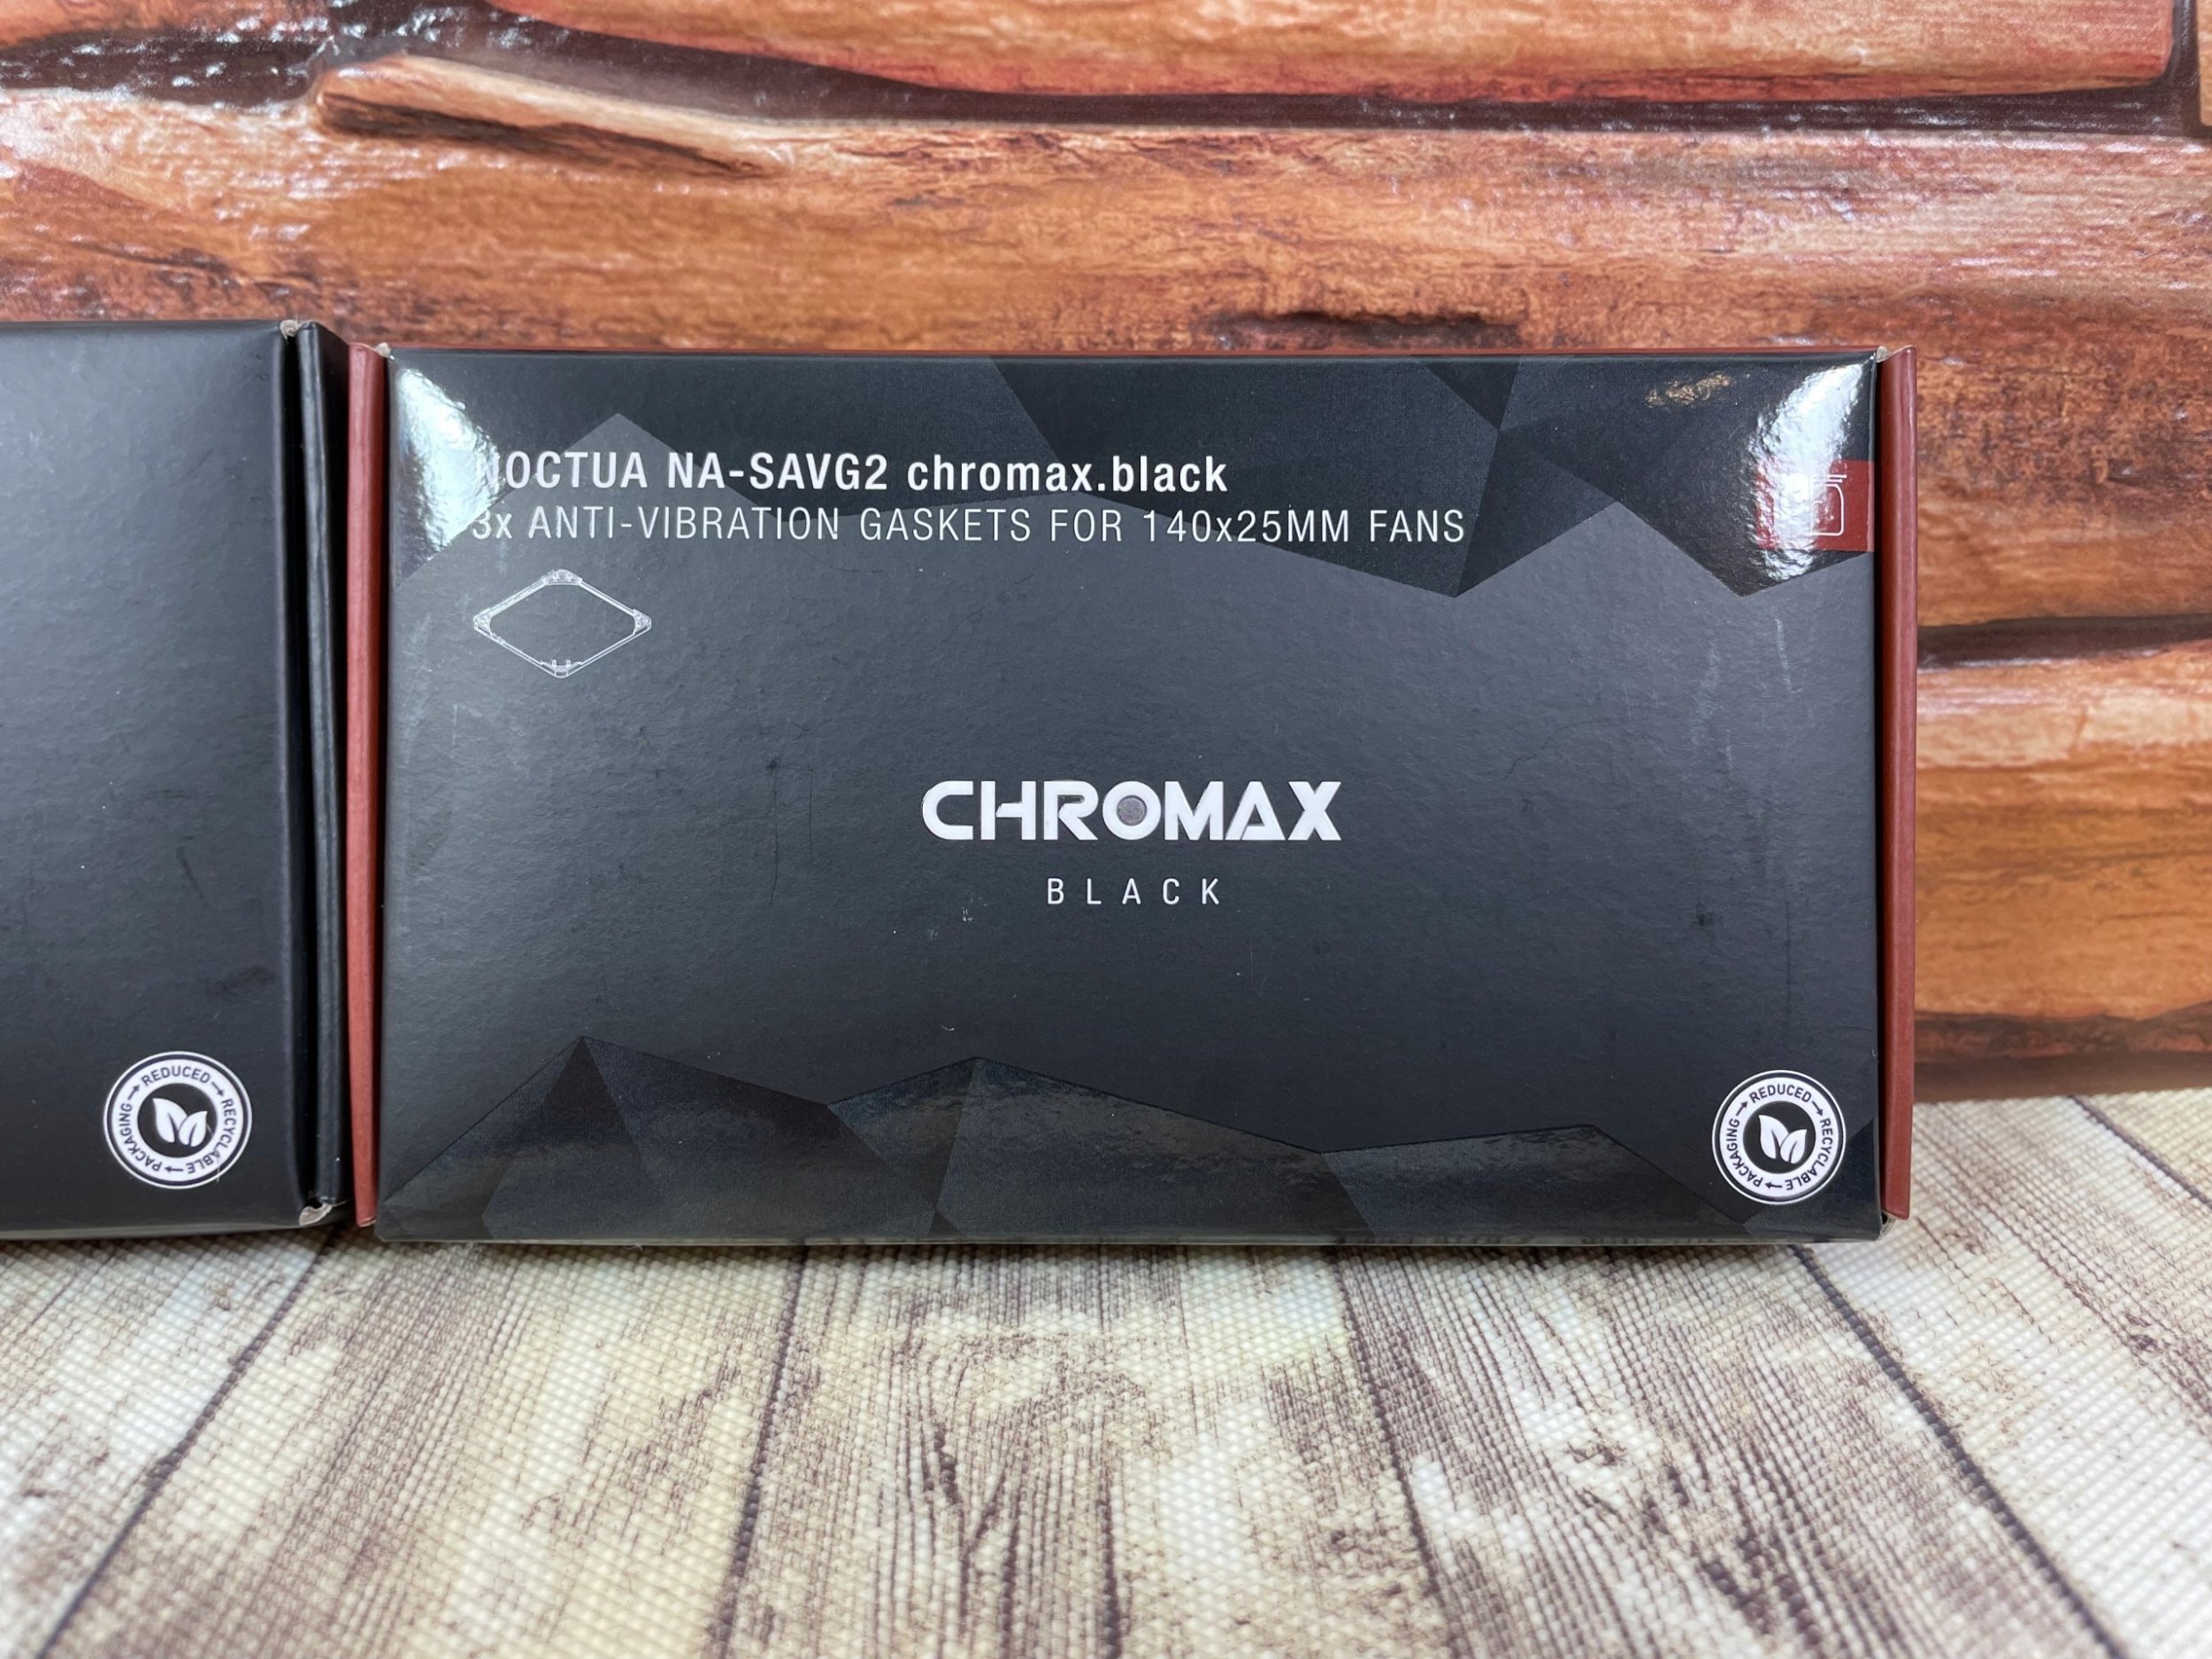 NOCTUA NA-SAVG2 chromax.black
3x ANTI-VIBRATION GASKETS FOR 140x25MM FANS
CHROMAX
BLACK
REDUCED RECYCLABLE PACKAGING
REDUCED RECYCLABLE PACKAGING